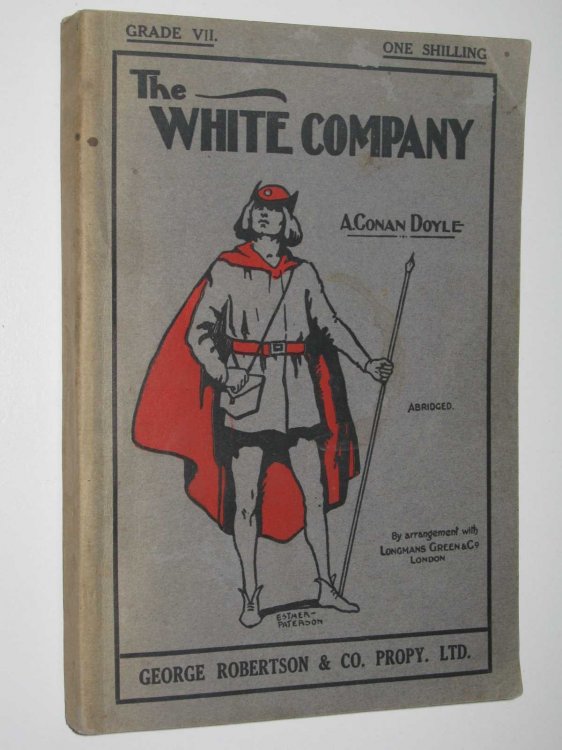 GRADE VII.
ONE SHILLING
The
WHITE COMPANY
A. CONAN DOYLE
ABRIDGED.
By arrangement with
LONGMANS GREEN & Co
LONDON
ESTHER-
PATERSON
GEORGE ROBERTSON & CO. PROPY. LTD.